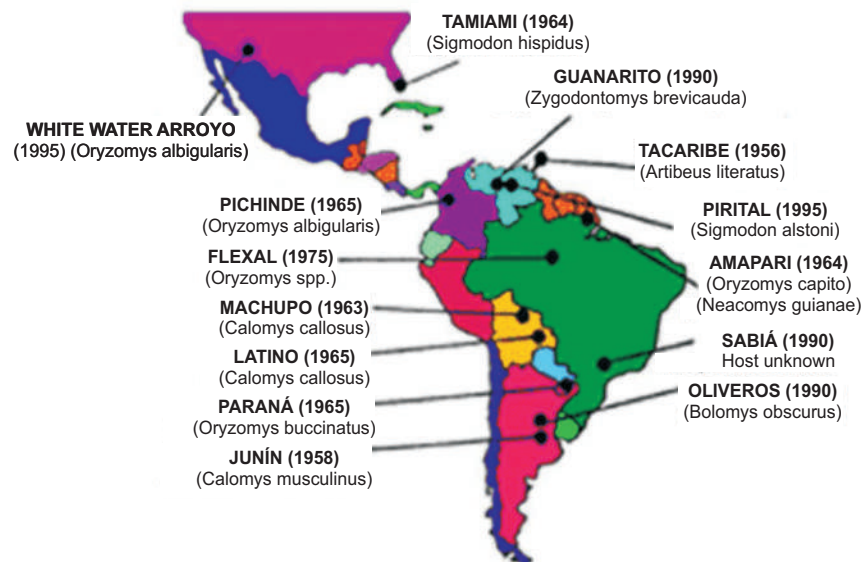 TAMIAMI (1964)
(Sigmodon hispidus)
GUANARITO (1990)
(Zygodontomys brevicauda)
WHITE WATER ARROYO
(1995) (Oryzomys albigularis)
TACARIBE (1956)
(Artibeus literatus)
PICHINDE (1965)
(Oryzomys albigularis)
PIRITAL (1995)
(Sigmodon alstoni)
FLEXAL (1975)
(Oryzomys spp.)
AMAPARI (1964)
(Oryzomys capito)
(Neacomys guianae)
MACHUPO (1963)
(Calomys callosus)
SABIÁ (1990)
Host unknown
LATINO (1965)
(Calomys callosus)
OLIVEROS (1990)
(Bolomys obscurus)
PARANÁ (1965)
(Oryzomys buccinatus)
JUNÍN (1958)
(Calomys musculinus)